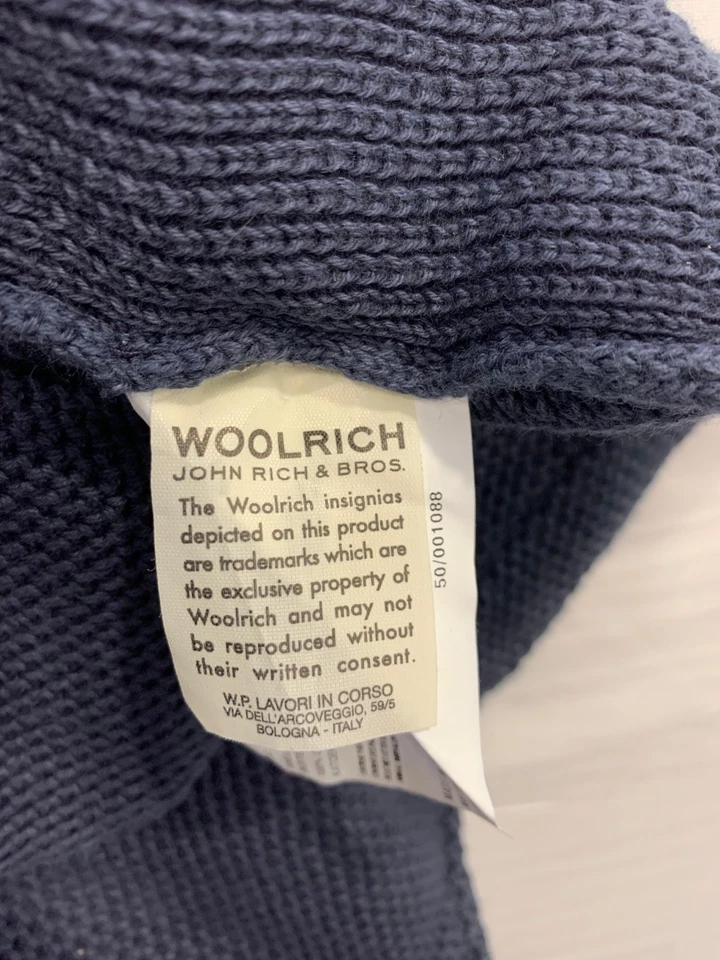 WOOLRICH
JOHN RICH & BROS.
The Woolrich insignias
depicted on this product
are trademarks which are
the exclusive property of
Woolrich and may not
be reproduced without
their written consent.
W.P. LAVORI IN CORSO
VIA DELL'ARCOVEGGIO, 59/5
BOLOGNA - ITALY
50/001088